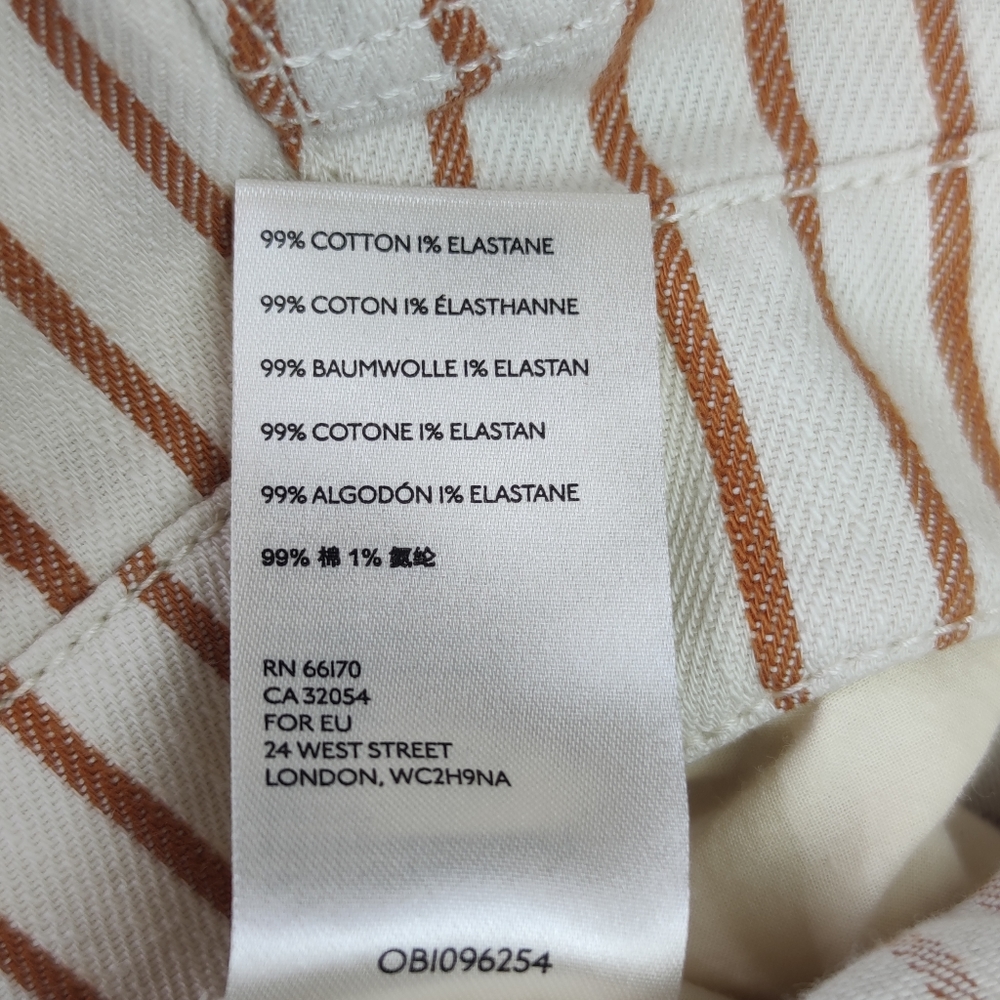 99% COTTON 1% ELASTANE
99% COTON 1% ÉLASTHANNE
99% BAUMWOLLE 1% ELASTAN
99% COTONE 1% ELASTAN
99% ALGODÓN 1% ELASTANE
99% 棉 1% 氨纶
RN 66170
CA 32054
FOR EU
24 WEST STREET
LONDON, WC2H9NA
OB1096254